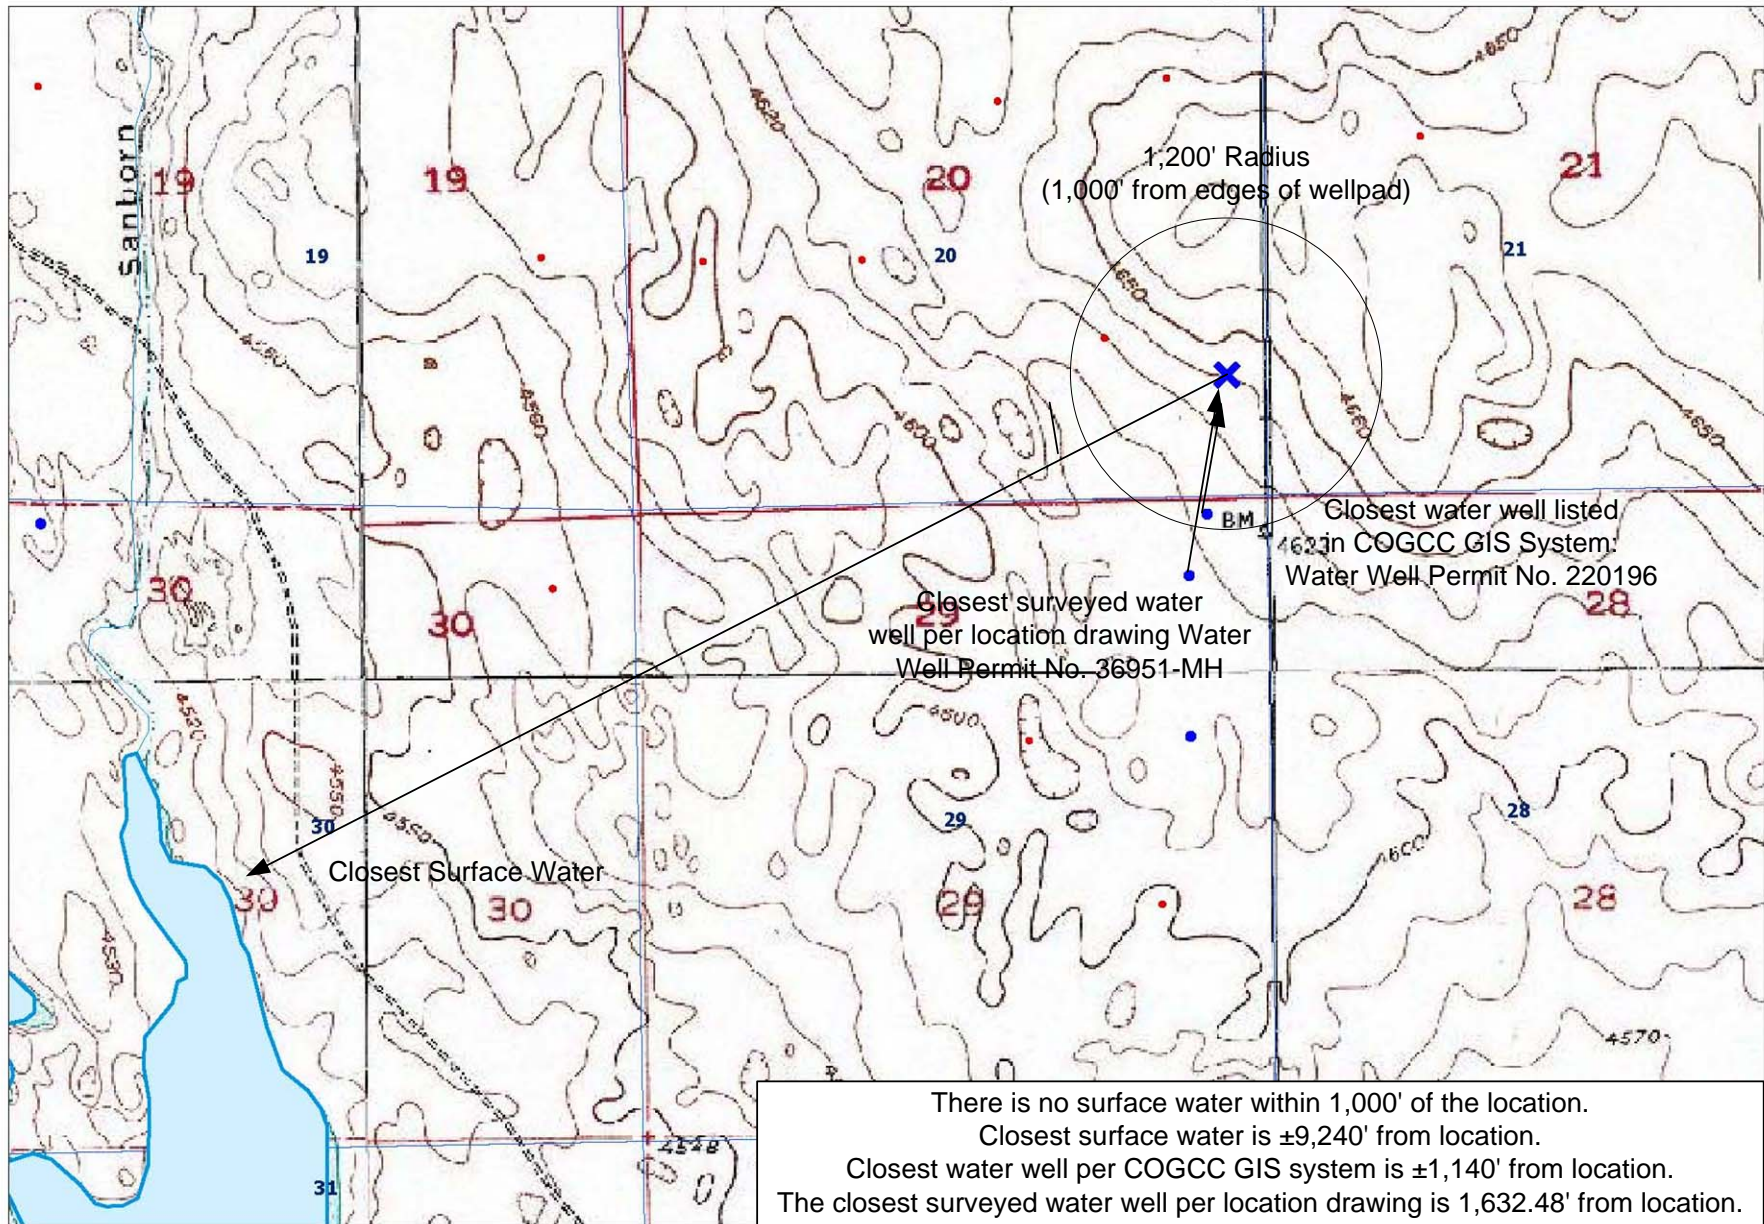 4650
4620
Sanborn
19
19
20
21
1,200' Radius
(1,000' from edges of wellpad)
19
20
21
4650
4560
4600
4660
4650
BM
4623
Closest water well listed
in COGCC GIS System:
Water Well Permit No. 220196
30
30
29
28
Closest surveyed water
well per location drawing Water
Well Permit No. 36951-MH
4520
4600
4550
30
4550
29
28
4600
Closest Surface Water
30
30
29
28
4570
31
There is no surface water within 1,000' of the location.
Closest surface water is ±9,240' from location.
Closest water well per COGCC GIS system is ±1,140' from location.
The closest surveyed water well per location drawing is 1,632.48' from location.